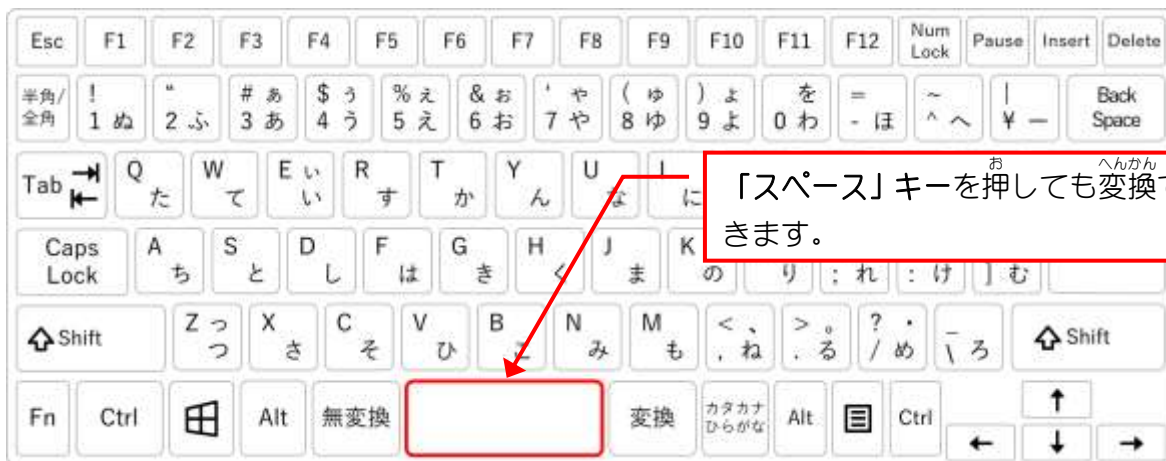 Esc F1 F2 F3 F4 F5 F6 F7 F8 F9 F10 F11 F12 Num Lock Pause Insert Delete
半角/全角 ! 1 ぬ " 2 ふ # ぁ 3 あ $ ぅ 4 う % ぇ 5 え & ぉ 6 お ' ゃ 7 や ( ゅ 8 ゆ ) ょ 9 よ を 0 わ = - ほ ~ ^ へ | ¥ ー Back Space
Tab Q た W て E ぃ い R す T か Y ん U な I に
お へんかん
「スペース」キーを押しても変換で
きます。
Caps Lock A ち S と D し F は G き H く J ま K の り ; れ : け ] む
Shift Z っ つ X さ C そ V ひ B こ N み M も < 、 , ね > 。 . る ? ・ / め _ \ ろ Shift
Fn Ctrl Alt 無変換 変換 カタカナ ひらがな Alt Ctrl ↑
← ↓ →